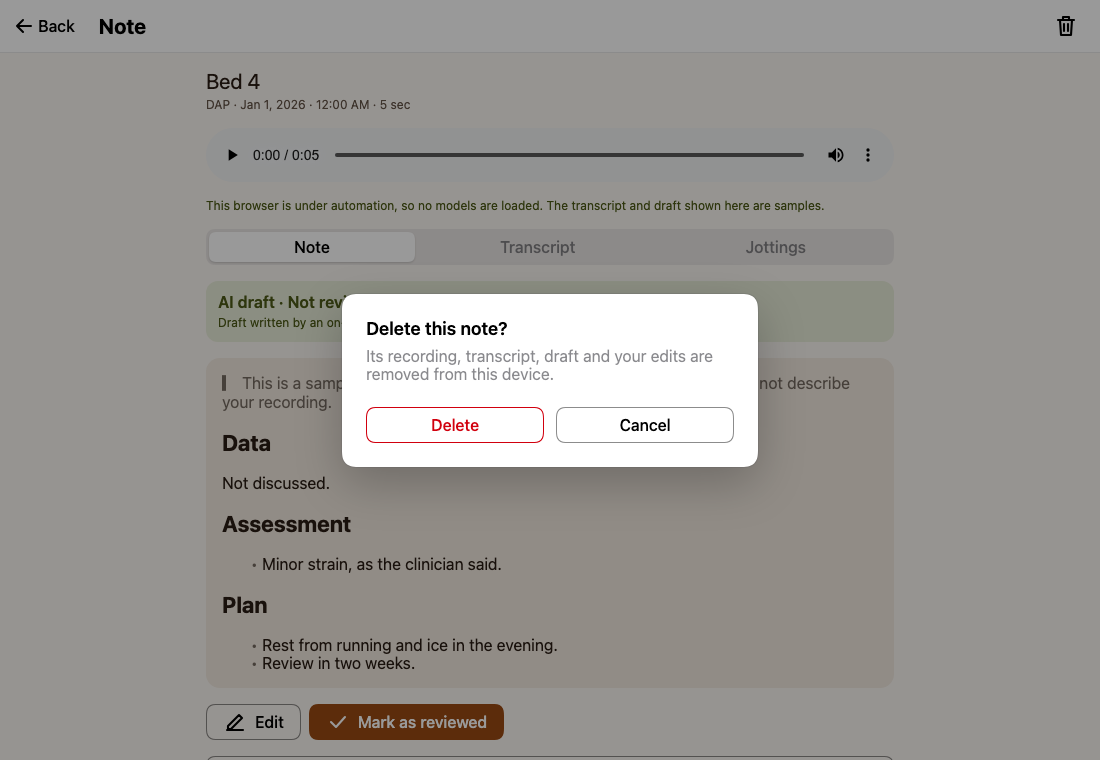 Back Note
Bed 4
DAP · Jan 1, 2026 · 12:00 AM · 5 sec
0:00 / 0:05
This browser is under automation, so no models are loaded. The transcript and draft shown here are samples.
Note Transcript Jottings
AI draft · Not
Draft written by an
Delete this note?
Its recording, transcript, draft and your edits are
removed from this device.
Delete Cancel
This is a not describe
your recording.
Data
Not discussed.
Assessment
• Minor strain, as the clinician said.
Plan
• Rest from running and ice in the evening.
• Review in two weeks.
Edit Mark as reviewed